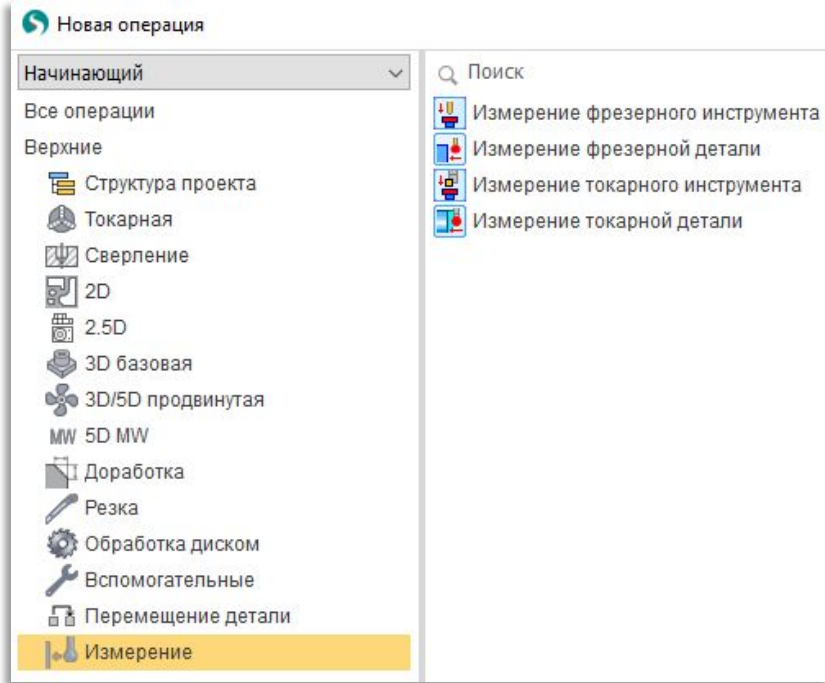 Новая операция
Начинающий
Все операции
Верхние
Структура проекта
Токарная
Сверление
2D
2.5D
3D базовая
3D/5D продвинутая
MW 5D MW
Доработка
Резка
Обработка диском
Вспомогательные
Перемещение детали
Измерение
Поиск
Измерение фрезерного инструмента
Измерение фрезерной детали
Измерение токарного инструмента
Измерение токарной детали